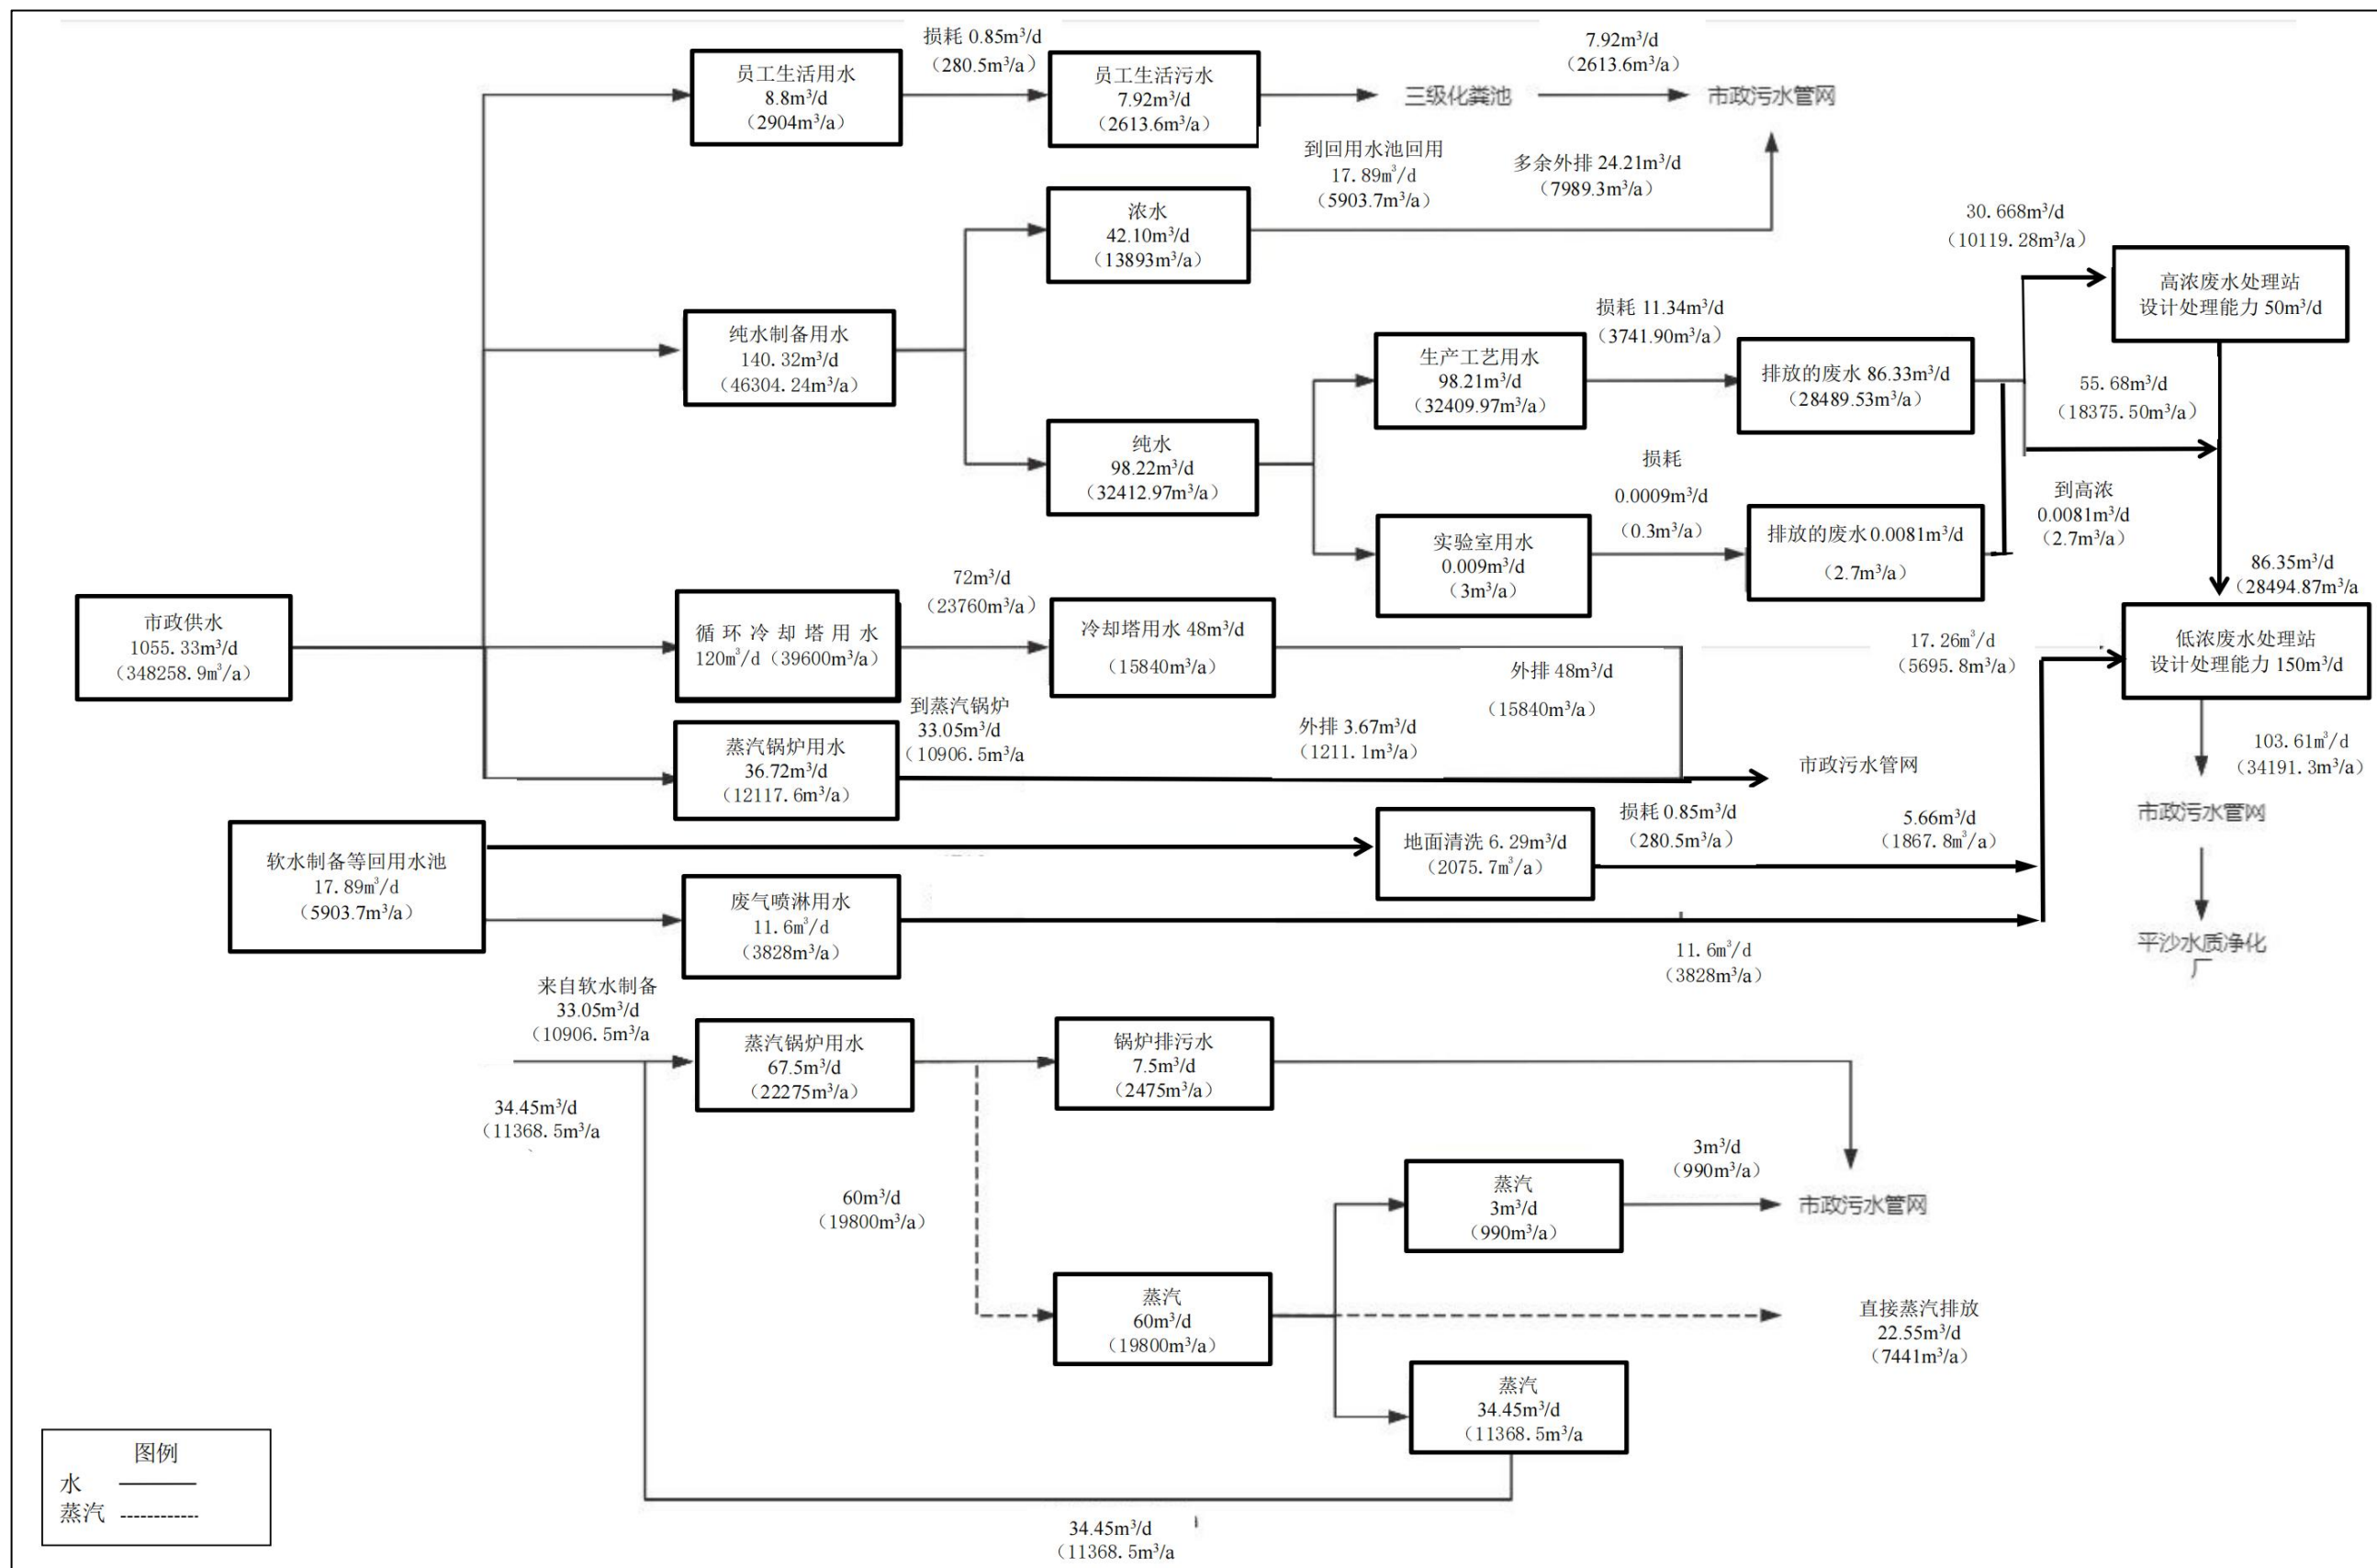 损耗 0.85m³/d
（280.5m³/a）
7.92m³/d
（2613.6m³/a）
员工生活用水
8.8m³/d
（2904m³/a）
员工生活污水
7.92m³/d
（2613.6m³/a）
三级化粪池
市政污水管网
到回用水池回用
17.89m³/d
（5903.7m³/a）
多余外排 24.21m³/d
（7989.3m³/a）
浓水
42.10m³/d
（13893m³/a）
30.668m³/d
（10119.28m³/a）
高浓废水处理站
设计处理能力 50m³/d
纯水制备用水
140.32m³/d
（46304.24m³/a）
损耗 11.34m³/d
（3741.90m³/a）
生产工艺用水
98.21m³/d
（32409.97m³/a）
排放的废水 86.33m³/d
（28489.53m³/a）
55.68m³/d
（18375.50m³/a）
纯水
98.22m³/d
（32412.97m³/a）
损耗
0.0009m³/d
（0.3m³/a）
实验室用水
0.009m³/d
（3m³/a）
排放的废水 0.0081m³/d
（2.7m³/a）
到高浓
0.0081m³/d
（2.7m³/a）
86.35m³/d
（28494.87m³/a
市政供水
1055.33m³/d
（348258.9m³/a）
循环冷却塔用水
120m³/d（39600m³/a）
72m³/d
（23760m³/a）
冷却塔用水 48m³/d
（15840m³/a）
外排 48m³/d
（15840m³/a）
17.26m³/d
（5695.8m³/a）
低浓废水处理站
设计处理能力 150m³/d
到蒸汽锅炉
33.05m³/d
（10906.5m³/a
蒸汽锅炉用水
36.72m³/d
（12117.6m³/a）
外排 3.67m³/d
（1211.1m³/a）
市政污水管网
103.61m³/d
（34191.3m³/a）
市政污水管网
软水制备等回用水池
17.89m³/d
（5903.7m³/a）
地面清洗 6.29m³/d
（2075.7m³/a）
损耗 0.85m³/d
（280.5m³/a）
5.66m³/d
（1867.8m³/a）
废气喷淋用水
11.6m³/d
（3828m³/a）
11.6m³/d
（3828m³/a）
平沙水质净化
厂
来自软水制备
33.05m³/d
（10906.5m³/a
34.45m³/d
（11368.5m³/a
蒸汽锅炉用水
67.5m³/d
（22275m³/a）
锅炉排污水
7.5m³/d
（2475m³/a）
60m³/d
（19800m³/a）
蒸汽
3m³/d
（990m³/a）
3m³/d
（990m³/a）
市政污水管网
蒸汽
60m³/d
（19800m³/a）
直接蒸汽排放
22.55m³/d
（7441m³/a）
蒸汽
34.45m³/d
（11368.5m³/a
34.45m³/d
（11368.5m³/a
图例
水
蒸汽